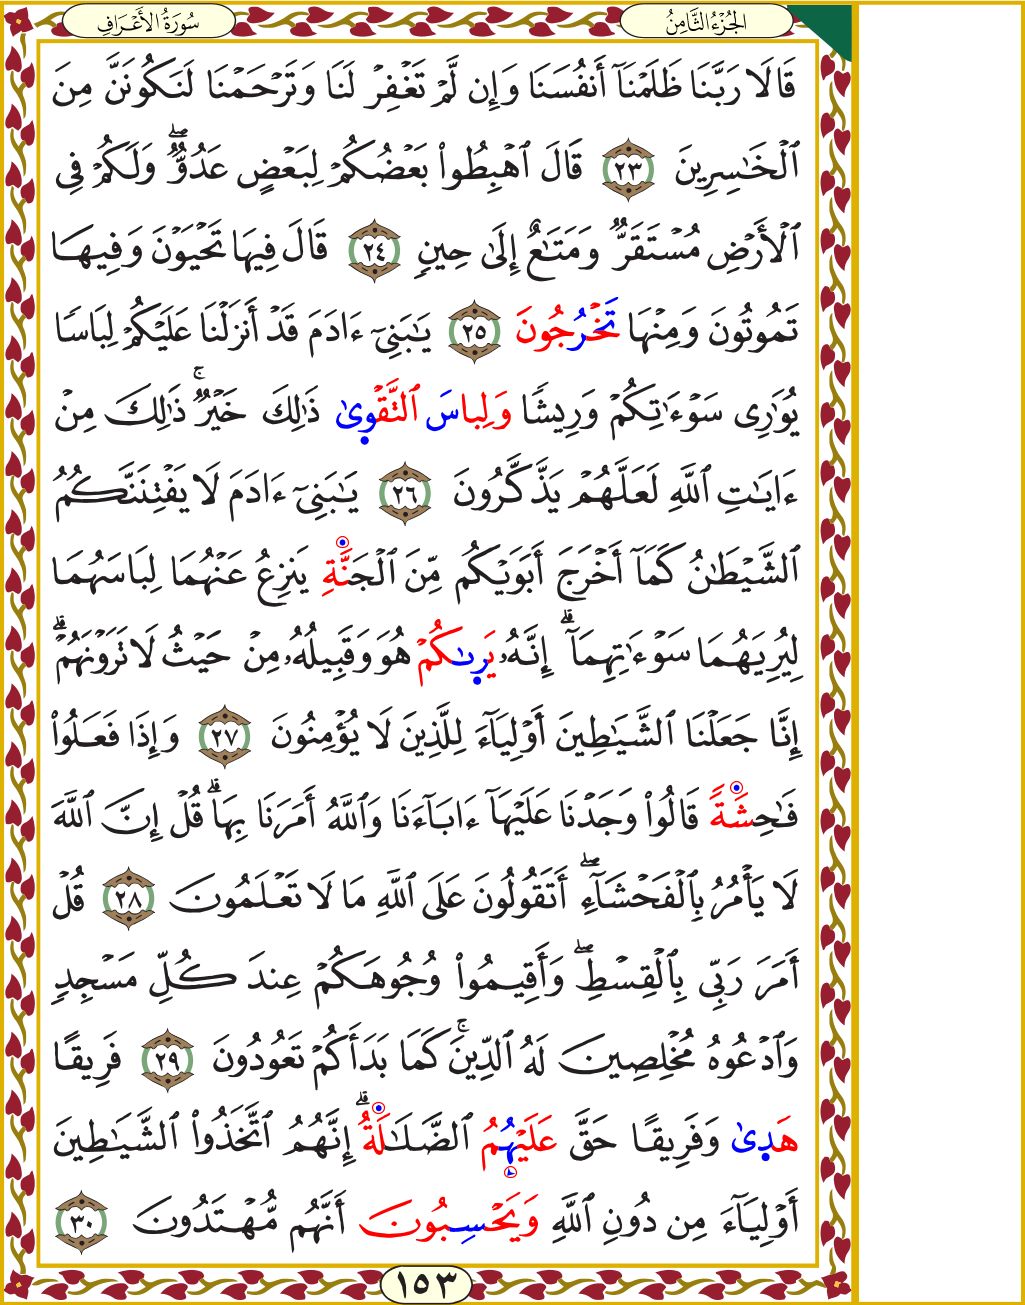 الجُزْءُ الثَّامِنُ
سُورَةُ الأَعْرَافِ
قَالَا رَبَّنَا ظَلَمْنَآ أَنفُسَنَا وَإِن لَّمْ تَغْفِرْ لَنَا وَتَرْحَمْنَا لَنَكُونَنَّ مِنَ
ٱلْخَٰسِرِينَ ٢٣ قَالَ ٱهْبِطُوا۟ بَعْضُكُمْ لِبَعْضٍ عَدُوٌّۖ وَلَكُمْ فِى
ٱلْأَرْضِ مُسْتَقَرٌّ وَمَتَٰعٌ إِلَىٰ حِينٍ ٢٤ قَالَ فِيهَا تَحْيَوْنَ وَفِيهَا
تَمُوتُونَ وَمِنْهَا تَخْرُجُونَ ٢٥ يَٰبَنِىٓ ءَادَمَ قَدْ أَنزَلْنَا عَلَيْكُمْ لِبَاسًا
يُوَٰرِى سَوْءَٰتِكُمْ وَرِيشًا وَلِبَاسَ ٱلتَّقْوِىٰ ذَٰلِكَ خَيْرٌۚ ذَٰلِكَ مِنْ
ءَايَٰتِ ٱللَّهِ لَعَلَّهُمْ يَذَّكَّرُونَ ٢٦ يَٰبَنِىٓ ءَادَمَ لَا يَفْتِنَنَّكُمُ
ٱلشَّيْطَٰنُ كَمَآ أَخْرَجَ أَبَوَيْكُم مِّنَ ٱلْجَنَّةِ يَنزِعُ عَنْهُمَا لِبَاسَهُمَا
لِيُرِيَهُمَا سَوْءَٰتِهِمَآۗ إِنَّهُۥ يَرِىٰكُمْ هُوَ وَقَبِيلُهُۥ مِنْ حَيْثُ لَا تَرَوْنَهُمْۗ
إِنَّا جَعَلْنَا ٱلشَّيَٰطِينَ أَوْلِيَآءَ لِلَّذِينَ لَا يُؤْمِنُونَ ٢٧ وَإِذَا فَعَلُوا۟
فَٰحِشَةً قَالُوا۟ وَجَدْنَا عَلَيْهَآ ءَابَآءَنَا وَٱللَّهُ أَمَرَنَا بِهَاۗ قُلْ إِنَّ ٱللَّهَ
لَا يَأْمُرُ بِٱلْفَحْشَآءِۖ أَتَقُولُونَ عَلَى ٱللَّهِ مَا لَا تَعْلَمُونَ ٢٨ قُلْ
أَمَرَ رَبِّى بِٱلْقِسْطِۖ وَأَقِيمُوا۟ وُجُوهَكُمْ عِندَ كُلِّ مَسْجِدٍ
وَٱدْعُوهُ مُخْلِصِينَ لَهُ ٱلدِّينَۚ كَمَا بَدَأَكُمْ تَعُودُونَ ٢٩ فَرِيقًا
هَدِىٰ وَفَرِيقًا حَقَّ عَلَيْهُمُ ٱلضَّلَٰلَةُۗ إِنَّهُمُ ٱتَّخَذُوا۟ ٱلشَّيَٰطِينَ
أَوْلِيَآءَ مِن دُونِ ٱللَّهِ وَيَحْسِبُونَ أَنَّهُم مُّهْتَدُونَ ٣٠
١٥٣